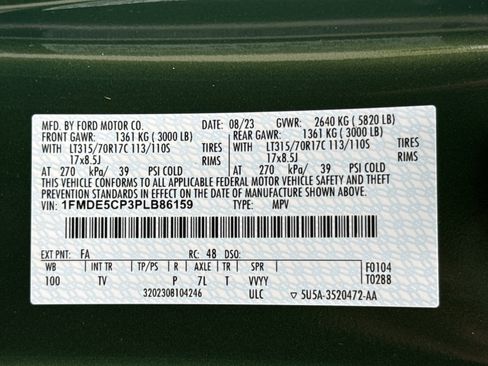 MFD. BY FORD MOTOR CO. DATE: 08/23 GVWR: 2640 KG ( 5820 LB)
FRONT GAWR: 1361 KG ( 3000 LB) REAR GAWR: 1361 KG ( 3000 LB)
WITH LT315/70R17C 113/110S TIRES WITH LT315/70R17C 113/110S TIRES
17x8.5J RIMS 17x8.5J RIMS
AT 270 kPa/ 39 PSI COLD AT 270 kPa/ 39 PSI COLD
THIS VEHICLE CONFORMS TO ALL APPLICABLE FEDERAL MOTOR VEHICLE SAFETY AND THEFT
PREVENTION STANDARDS IN EFFECT ON THE DATE OF MANUFACTURE SHOWN ABOVE.
VIN: 1FMDE5CP3PLB86159 TYPE: MPV
EXT PNT: FA RC: 48 DSO:
WB INT TR TP/PS R AXLE TR SPR F0104
100 TV P 7L T VVYY T0288
3202308104246 ULC ▽ 5U5A-3520472-AA